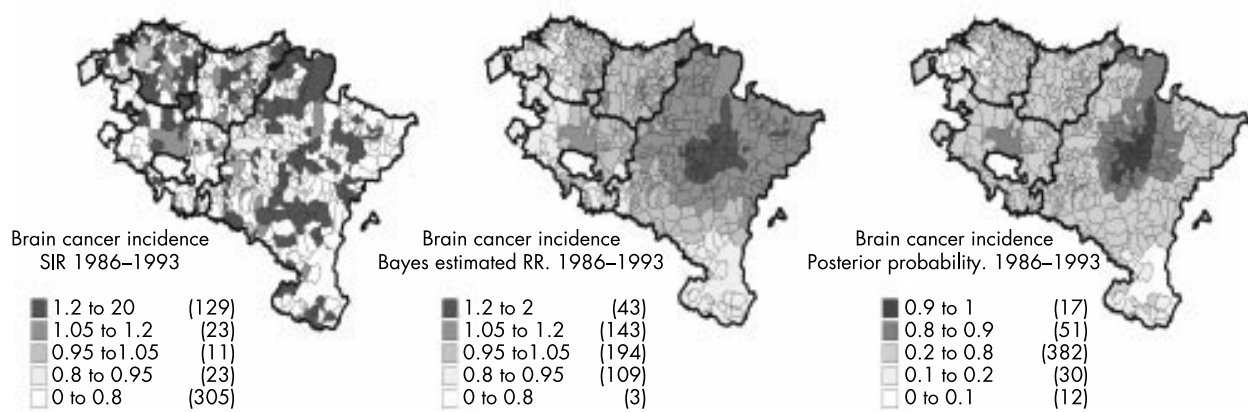 Brain cancer incidence
SIR 1986–1993
1.2 to 20 (129)
1.05 to 1.2 (23)
0.95 to1.05 (11)
0.8 to 0.95 (23)
0 to 0.8 (305)
Brain cancer incidence
Bayes estimated RR. 1986–1993
1.2 to 2 (43)
1.05 to 1.2 (143)
0.95 to1.05 (194)
0.8 to 0.95 (109)
0 to 0.8 (3)
Brain cancer incidence
Posterior probability. 1986–1993
0.9 to 1 (17)
0.8 to 0.9 (51)
0.2 to 0.8 (382)
0.1 to 0.2 (30)
0 to 0.1 (12)